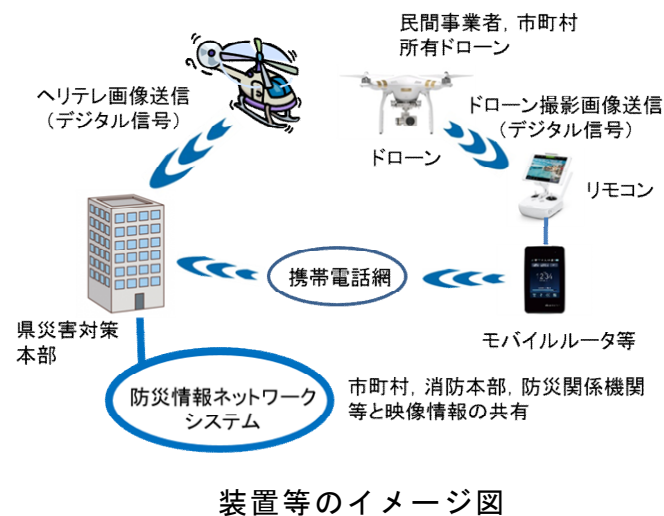 民間事業者，市町村
所有ドローン
ヘリテレ画像送信
（デジタル信号）
ドローン撮影画像送信
（デジタル信号）
ドローン
リモコン
携帯電話網
県災害対策
本部
モバイルルータ等
防災情報ネットワーク
システム
市町村，消防本部，防災関係機関
等と映像情報の共有
装置等のイメージ図